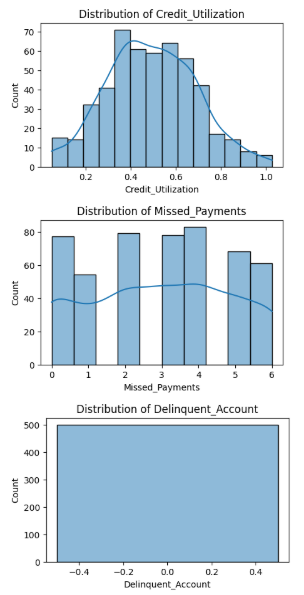 Distribution of Credit_Utilization
70
60
50
40
30
20
10
0
Count
0.2 0.4 0.6 0.8 1.0
Credit_Utilization
Distribution of Missed_Payments
80
60
40
20
0
Count
0 1 2 3 4 5 6
Missed_Payments
Distribution of Delinquent_Account
500
400
300
200
100
0
Count
−0.4 −0.2 0.0 0.2 0.4
Delinquent_Account